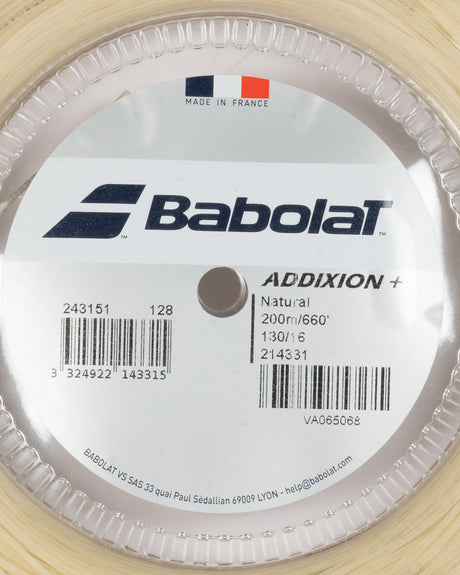 MADE IN FRANCE
BABOLAT™
ADDIXION +
Natural
200m/660'
130/16
214331
VA065068
243151 128
3 324922 143315
BABOLAT VS SAS 33 quai Paul Sédallian 69009 LYON - help@babolat.com